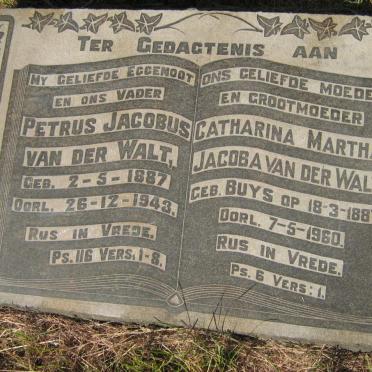 Ter Gedagtenis aan
My geliefde eggenoot
en ons vader
Petrus Jacobus
van der Walt,
Geb. 2-5-1887
Oorl. 26-12-1943.
Rus in Vrede.
Ps. 116 Vers. 1-8.
Ons geliefde moede
en grootmoeder
Catharina Martha
Jacoba van der Wal
Geb. Buys op 18-3-188
Oorl. 7-5-1960.
Rus in Vrede.
Ps. 6 Vers: 1.